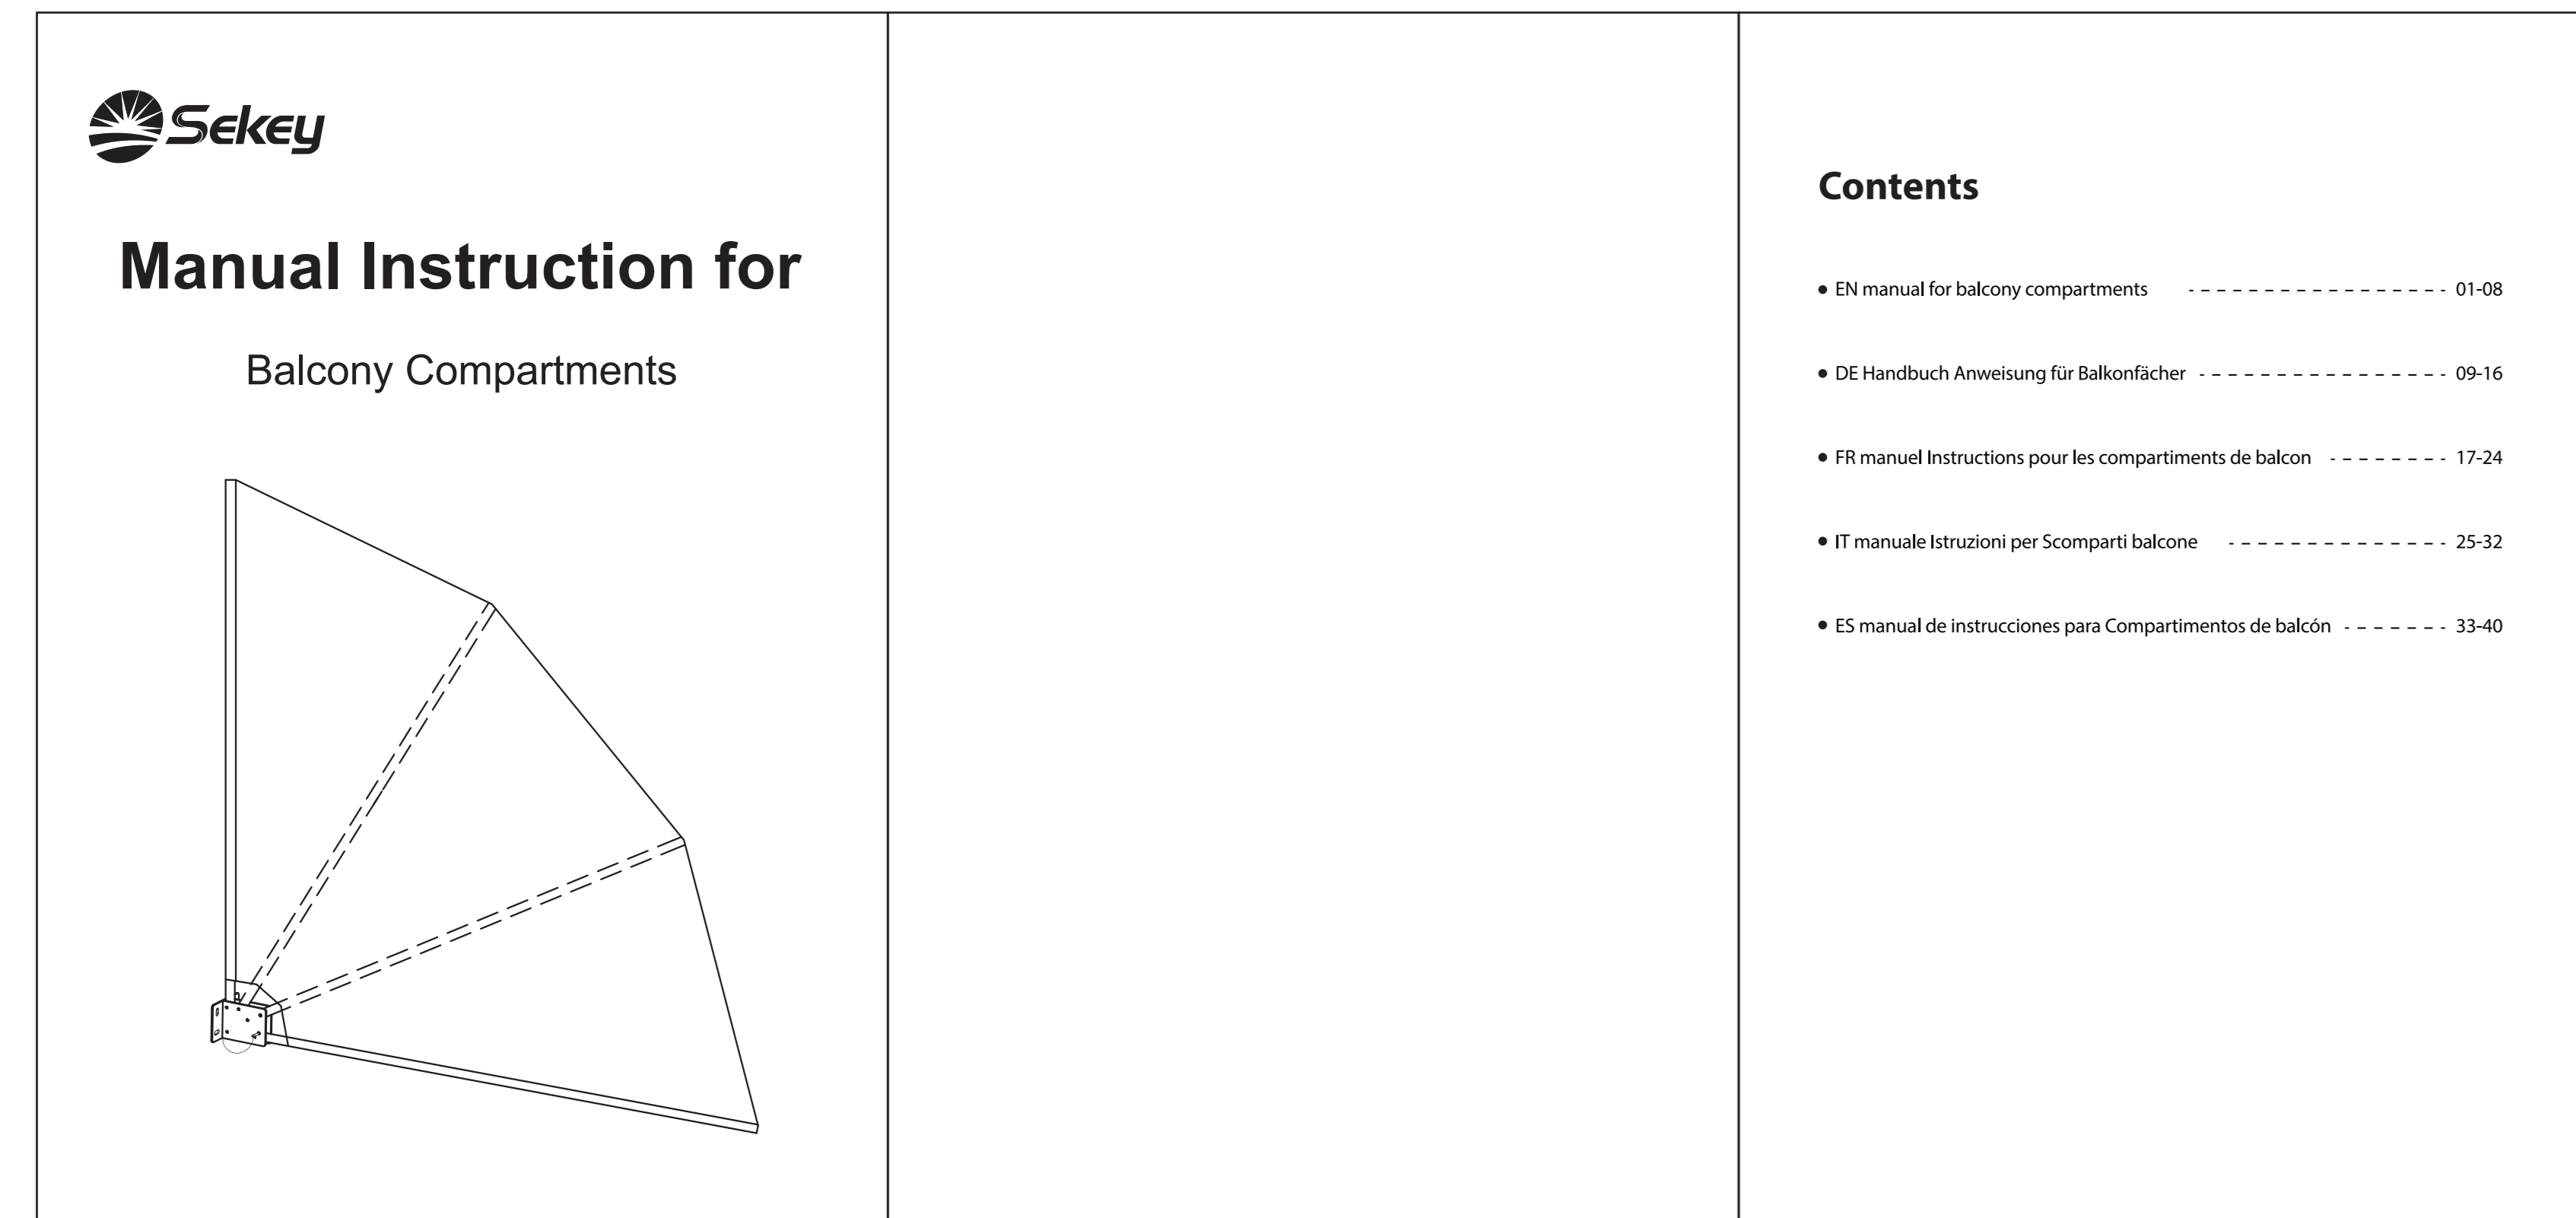 Sekey
Manual Instruction for
Balcony Compartments
Contents
● EN manual for balcony compartments - - - - - - - - - - - - - - - - - - 01-08
● DE Handbuch Anweisung für Balkonfächer - - - - - - - - - - - - - - - - - 09-16
● FR manuel Instructions pour les compartiments de balcon - - - - - - - - 17-24
● IT manuale Istruzioni per Scomparti balcone - - - - - - - - - - - - - - - 25-32
● ES manual de instrucciones para Compartimentos de balcón - - - - - - - 33-40